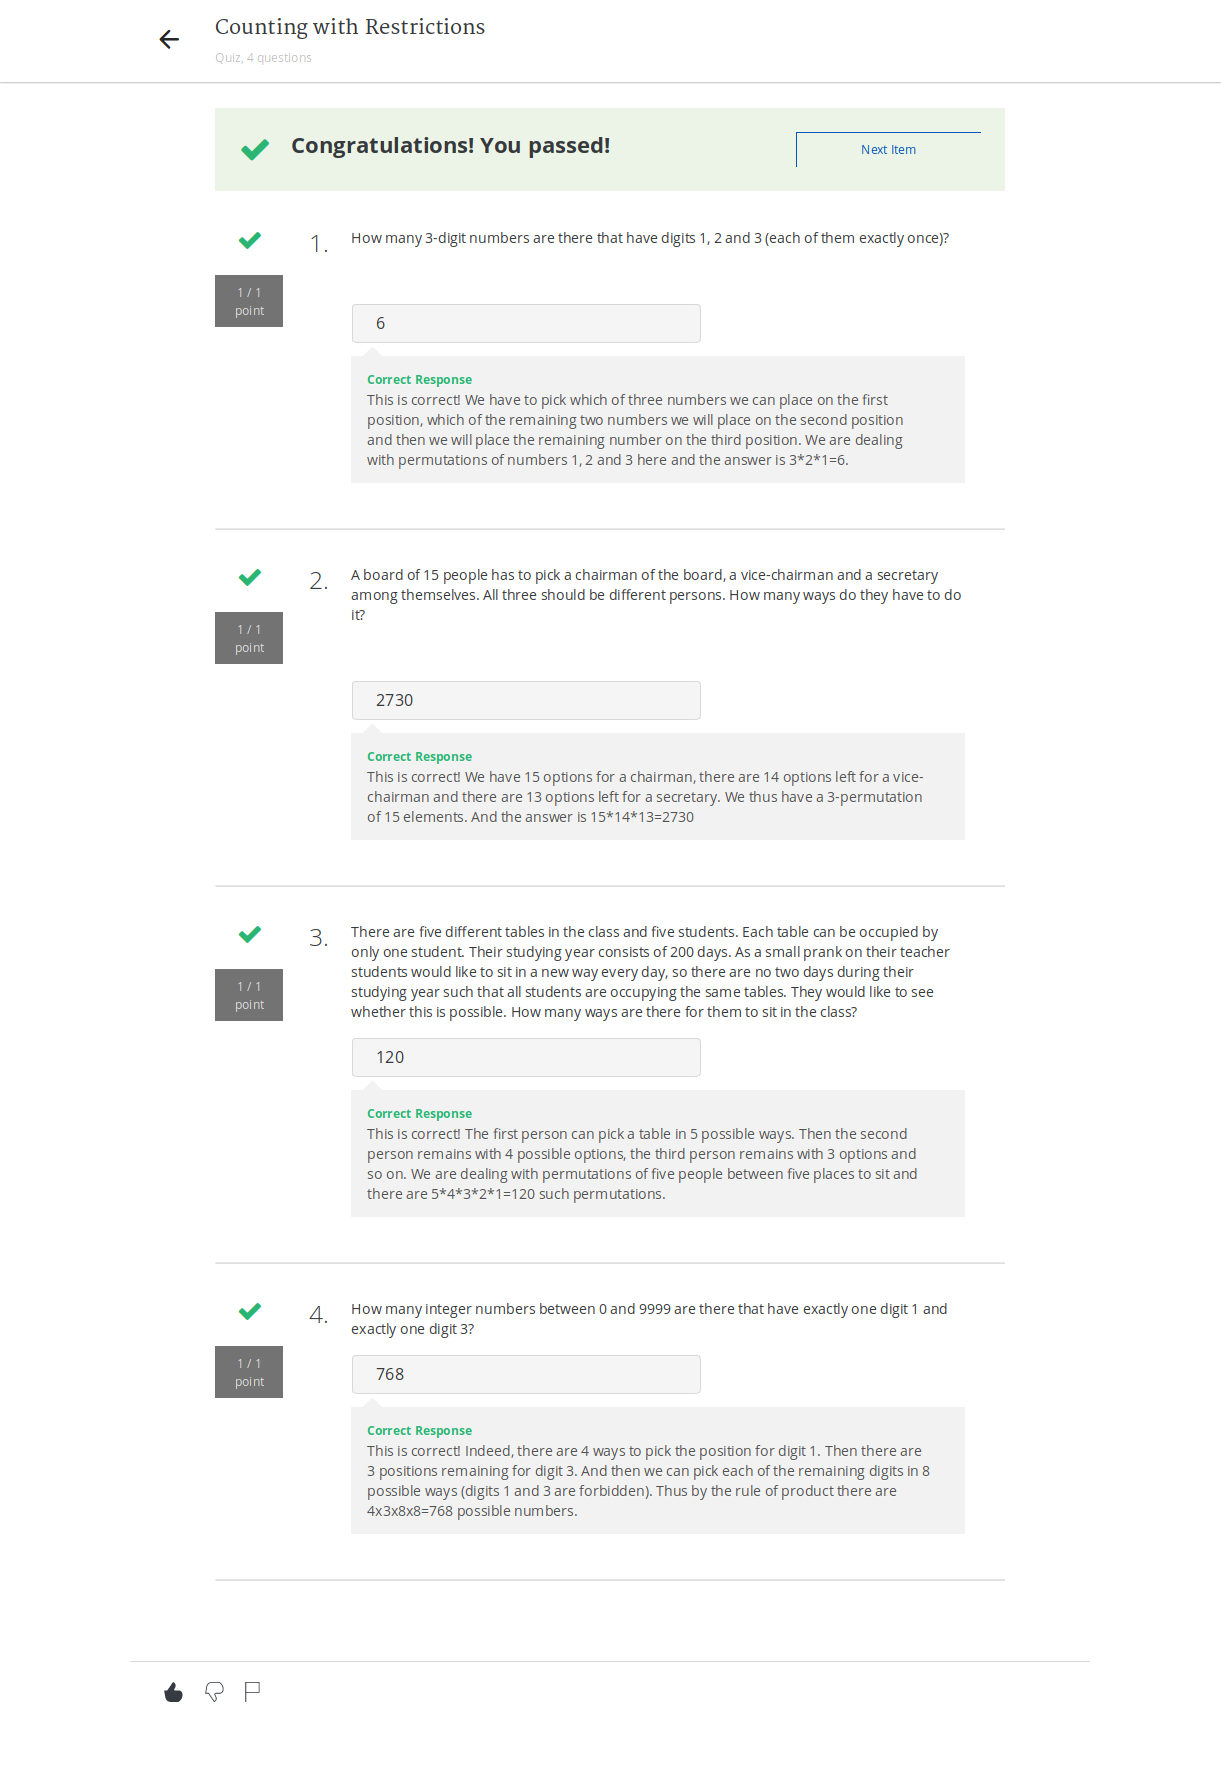 Counting with Restrictions
Quiz, 4 questions
Congratulations! You passed!
Next Item
1 / 1
point
1.
How many 3-digit numbers are there that have digits 1, 2 and 3 (each of them exactly once)?
6
Correct Response
This is correct! We have to pick which of three numbers we can place on the first
position, which of the remaining two numbers we will place on the second position
and then we will place the remaining number on the third position. We are dealing
with permutations of numbers 1, 2 and 3 here and the answer is 3*2*1=6.
1 / 1
point
2.
A board of 15 people has to pick a chairman of the board, a vice-chairman and a secretary
among themselves. All three should be different persons. How many ways do they have to do
it?
2730
Correct Response
This is correct! We have 15 options for a chairman, there are 14 options left for a vice-
chairman and there are 13 options left for a secretary. We thus have a 3-permutation
of 15 elements. And the answer is 15*14*13=2730
1 / 1
point
3.
There are five different tables in the class and five students. Each table can be occupied by
only one student. Their studying year consists of 200 days. As a small prank on their teacher
students would like to sit in a new way every day, so there are no two days during their
studying year such that all students are occupying the same tables. They would like to see
whether this is possible. How many ways are there for them to sit in the class?
120
Correct Response
This is correct! The first person can pick a table in 5 possible ways. Then the second
person remains with 4 possible options, the third person remains with 3 options and
so on. We are dealing with permutations of five people between five places to sit and
there are 5*4*3*2*1=120 such permutations.
1 / 1
point
4.
How many integer numbers between 0 and 9999 are there that have exactly one digit 1 and
exactly one digit 3?
768
Correct Response
This is correct! Indeed, there are 4 ways to pick the position for digit 1. Then there are
3 positions remaining for digit 3. And then we can pick each of the remaining digits in 8
possible ways (digits 1 and 3 are forbidden). Thus by the rule of product there are
4x3x8x8=768 possible numbers.